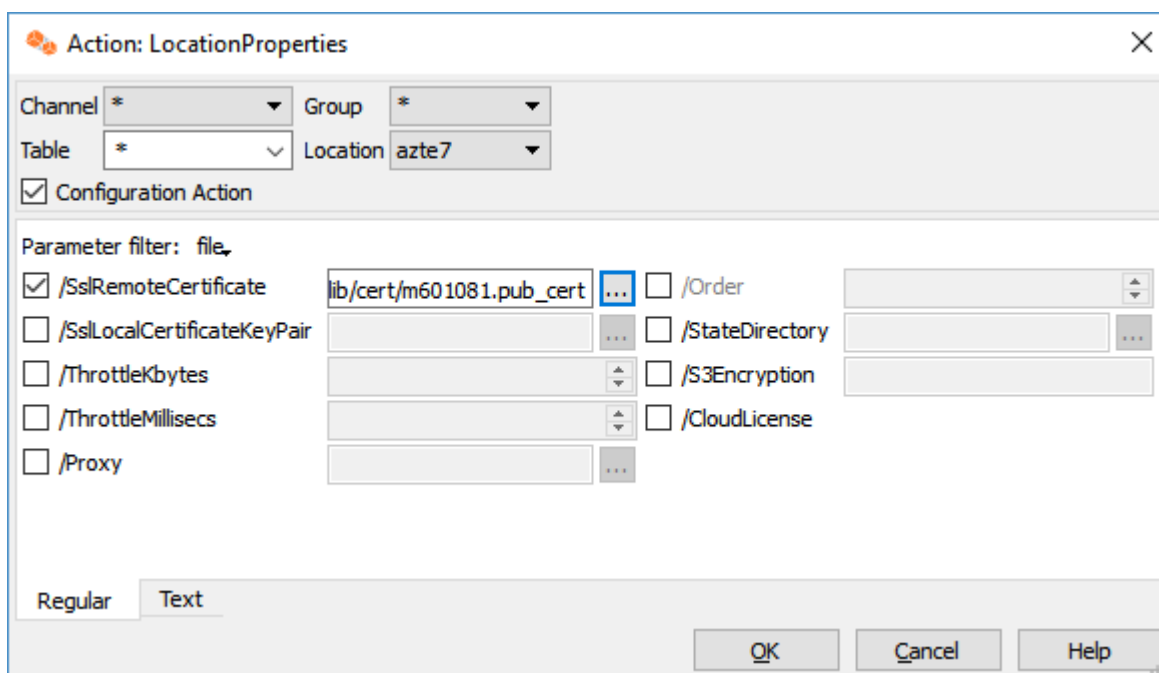 Action: LocationProperties
Channel * Group *
Table * Location azte7
Configuration Action
Parameter filter: file
/SslRemoteCertificate lib/cert/m601081.pub_cert ... /Order
/SslLocalCertificateKeyPair ... /StateDirectory ...
/ThrottleKbytes /S3Encryption
/ThrottleMillisecs /CloudLicense
/Proxy ...
Regular Text
OK Cancel Help